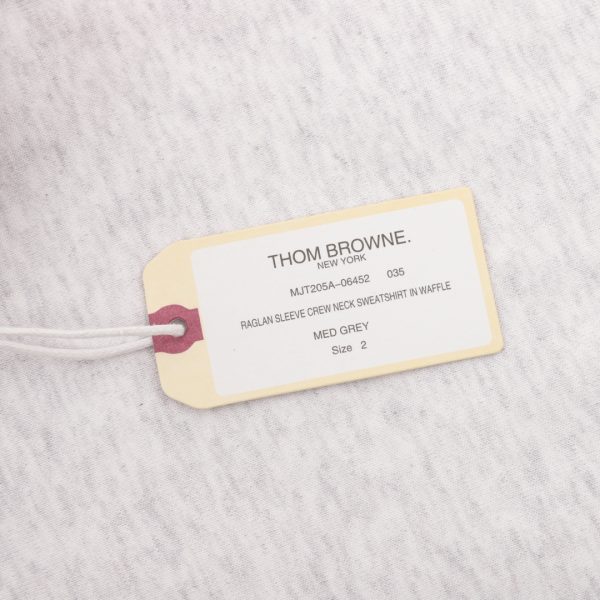 THOM BROWNE.
NEW YORK
MJT205A-06452 035
RAGLAN SLEEVE CREW NECK SWEATSHIRT IN WAFFLE
MED GREY
Size 2